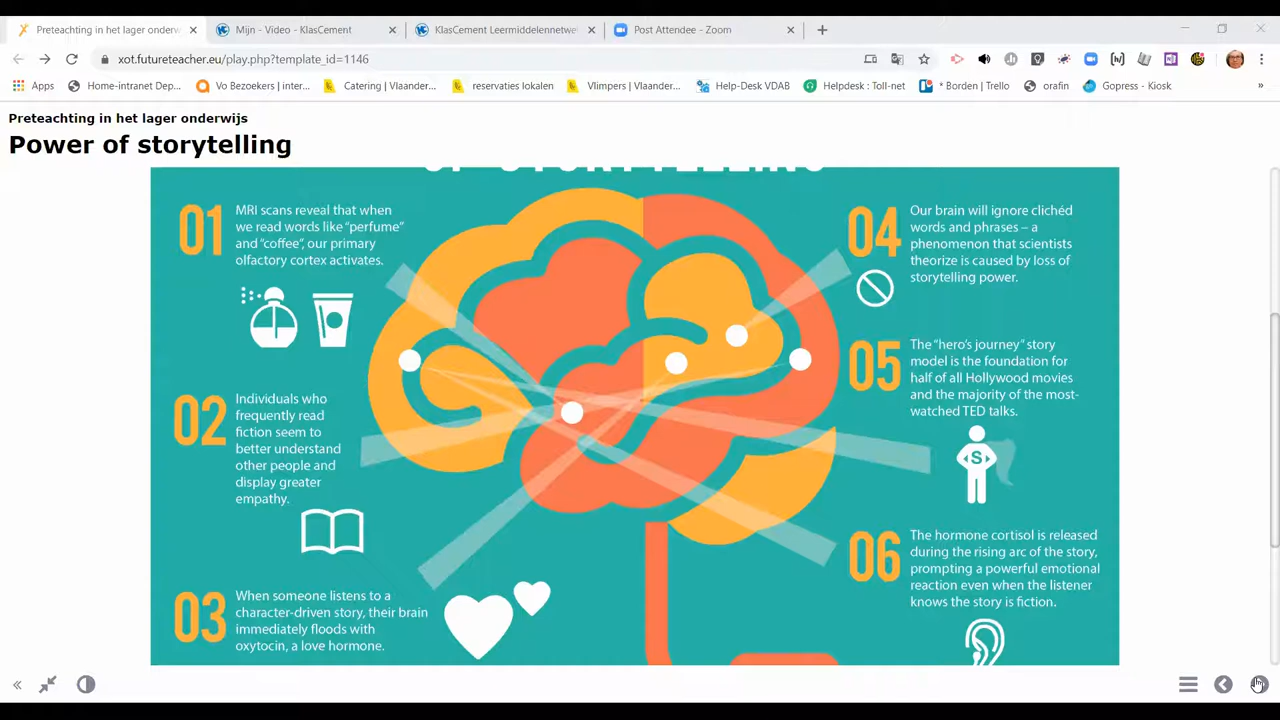 Preteaching in het lager onderw
Mijn - Video - KlasCement
KlasCement Leermiddelennetwe
Post Attendee - Zoom
xot.futureteacher.eu/play.php?template_id=1146
Apps
Home-intranet Dep...
Vo Bezoekers | inter...
Catering | Vlaander...
reservaties lokalen
Vlimpers | Vlaander...
Help-Desk VDAB
Helpdesk : Toll-net
* Borden | Trello
orafin
Gopress - Kiosk
»
Preteachting in het lager onderwijs
Power of storytelling
OF STORYTELLING
01
MRI scans reveal that when
we read words like "perfume"
and "coffee", our primary
olfactory cortex activates.
02
Individuals who
frequently read
fiction seem to
better understand
other people and
display greater
empathy.
03
When someone listens to a
character-driven story, their brain
immediately floods with
oxytocin, a love hormone.
04
Our brain will ignore clichéd
words and phrases – a
phenomenon that scientists
theorize is caused by loss of
storytelling power.
05
The "hero's journey" story
model is the foundation for
half of all Hollywood movies
and the majority of the most-
watched TED talks.
S
06
The hormone cortisol is released
during the rising arc of the story,
prompting a powerful emotional
reaction even when the listener
knows the story is fiction.